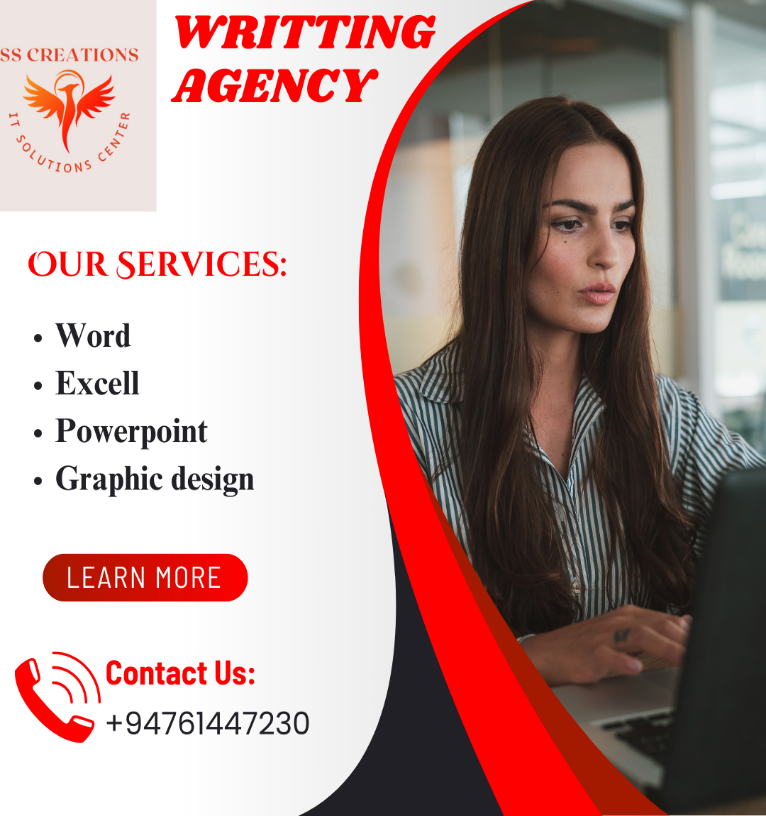 SS CREATIONS
IT SOLUTIONS CENTER
WRITTING
AGENCY
OUR SERVICES:
• Word
• Excell
• Powerpoint
• Graphic design
LEARN MORE
Contact Us:
+94761447230